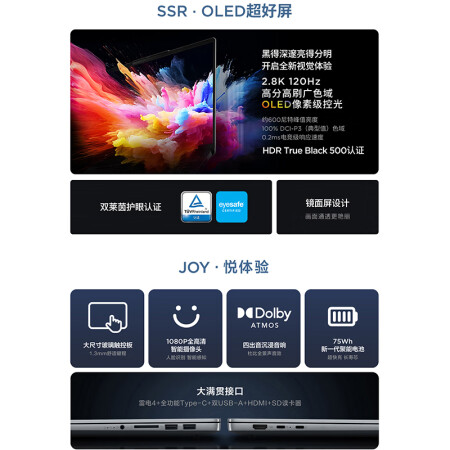 SSR · OLED超好屏
黑得深邃亮得分明
开启全新视觉体验
2.8K 120Hz
高分高刷广色域
OLED像素级控光
约600尼特峰值亮度
100% DCI-P3（典型值）色域
0.2ms电竞级响应速度
HDR True Black 500认证
双莱茵护眼认证
TÜVRheinland
eyesafe
CERTIFIED
镜面屏设计
画面通透更艳丽
JOY · 悦体验
大尺寸玻璃触控板
1.3mm舒适键程
1080P全高清
智能摄像头
人脸识别 智能感知
Dolby
ATMOS
四出音沉浸音响
杜比全景声音效
75Wh
新一代聚能电池
超快充 长寿芯
大满贯接口
雷电4+全功能Type-C+双USB-A+HDMI+SD读卡器